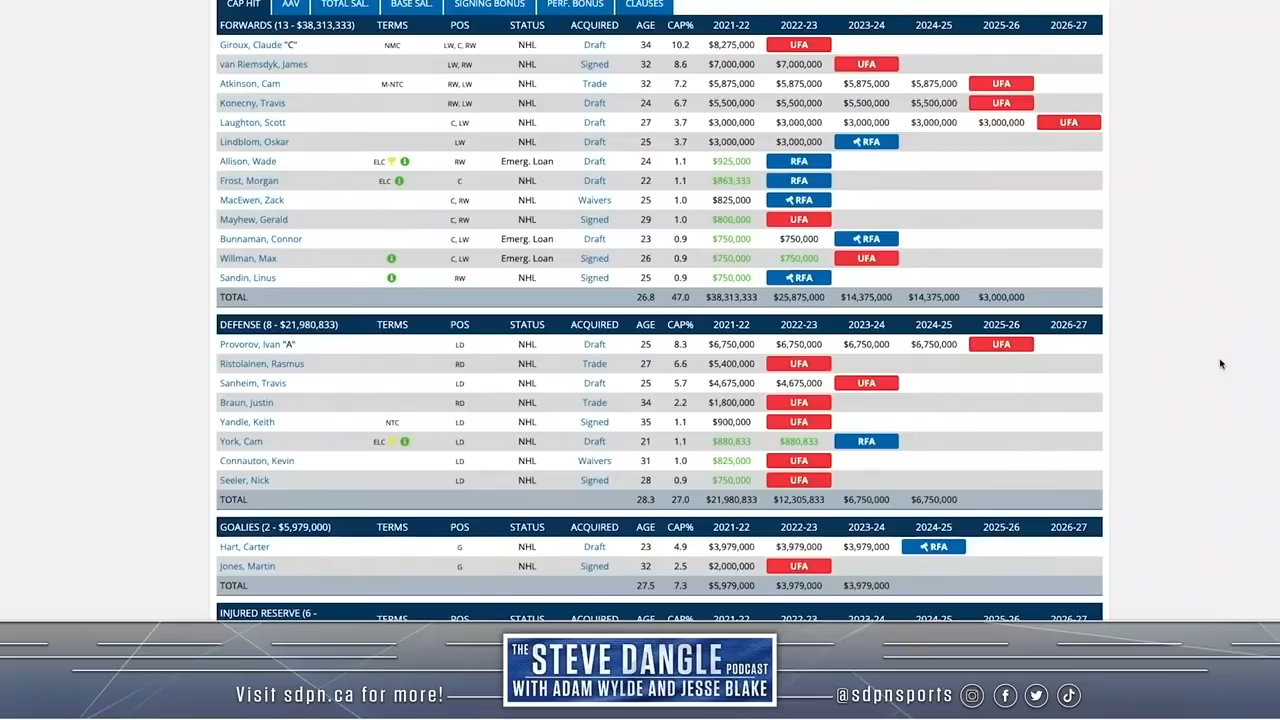 CAP HIT AAV TOTAL SAL. BASE SAL. SIGNING BONUS PERF. BONUS CLAUSES
FORWARDS (13 - $38,313,333) TERMS POS STATUS ACQUIRED AGE CAP% 2021-22 2022-23 2023-24 2024-25 2025-26 2026-27
Giroux, Claude "C" NMC LW, C, RW NHL Draft 34 10.2 $8,275,000 UFA
van Riemsdyk, James LW, RW NHL Signed 32 8.6 $7,000,000 $7,000,000 UFA
Atkinson, Cam M-NTC RW, LW NHL Trade 32 7.2 $5,875,000 $5,875,000 $5,875,000 $5,875,000 UFA
Konecny, Travis RW, LW NHL Draft 24 6.7 $5,500,000 $5,500,000 $5,500,000 $5,500,000 UFA
Laughton, Scott C, LW NHL Draft 27 3.7 $3,000,000 $3,000,000 $3,000,000 $3,000,000 $3,000,000 UFA
Lindblom, Oskar LW NHL Draft 25 3.7 $3,000,000 $3,000,000 RFA
Allison, Wade ELC RW Emerg. Loan Draft 24 1.1 $925,000 RFA
Frost, Morgan ELC C NHL Draft 22 1.1 $863,333 RFA
MacEwen, Zack C, RW NHL Waivers 25 1.0 $825,000 RFA
Mayhew, Gerald C, RW NHL Signed 29 1.0 $800,000 UFA
Bunnaman, Connor C, LW Emerg. Loan Draft 23 0.9 $750,000 $750,000 RFA
Willman, Max C, LW Emerg. Loan Signed 26 0.9 $750,000 $750,000 UFA
Sandin, Linus RW NHL Signed 25 0.9 $750,000 RFA
TOTAL 26.8 47.0 $38,313,333 $25,875,000 $14,375,000 $14,375,000 $3,000,000
DEFENSE (8 - $21,980,833) TERMS POS STATUS ACQUIRED AGE CAP% 2021-22 2022-23 2023-24 2024-25 2025-26 2026-27
Provorov, Ivan "A" LD NHL Draft 25 8.3 $6,750,000 $6,750,000 $6,750,000 $6,750,000 UFA
Ristolainen, Rasmus RD NHL Trade 27 6.6 $5,400,000 UFA
Sanheim, Travis LD NHL Draft 25 5.7 $4,675,000 $4,675,000 UFA
Braun, Justin RD NHL Trade 34 2.2 $1,800,000 UFA
Yandle, Keith NTC LD NHL Signed 35 1.1 $900,000 UFA
York, Cam ELC LD NHL Draft 21 1.1 $880,833 $880,833 RFA
Connauton, Kevin LD NHL Waivers 31 1.0 $825,000 UFA
Seeler, Nick LD NHL Signed 28 0.9 $750,000 UFA
TOTAL 28.3 27.0 $21,980,833 $12,305,833 $6,750,000 $6,750,000
GOALIES (2 - $5,979,000) TERMS POS STATUS ACQUIRED AGE CAP% 2021-22 2022-23 2023-24 2024-25 2025-26 2026-27
Hart, Carter G NHL Draft 23 4.9 $3,979,000 $3,979,000 $3,979,000 RFA
Jones, Martin G NHL Signed 32 2.5 $2,000,000 UFA
TOTAL 27.5 7.3 $5,979,000 $3,979,000 $3,979,000
INJURED RESERVE (6 - TERMS POS STATUS ACQUIRED AGE CAP% 2021-22 2022-23 2023-24 2024-25 2025-26 2026-27
THE STEVE DANGLE PODCAST
WITH ADAM WYLDE AND JESSE BLAKE
Visit sdpn.ca for more!
@sdpnsports